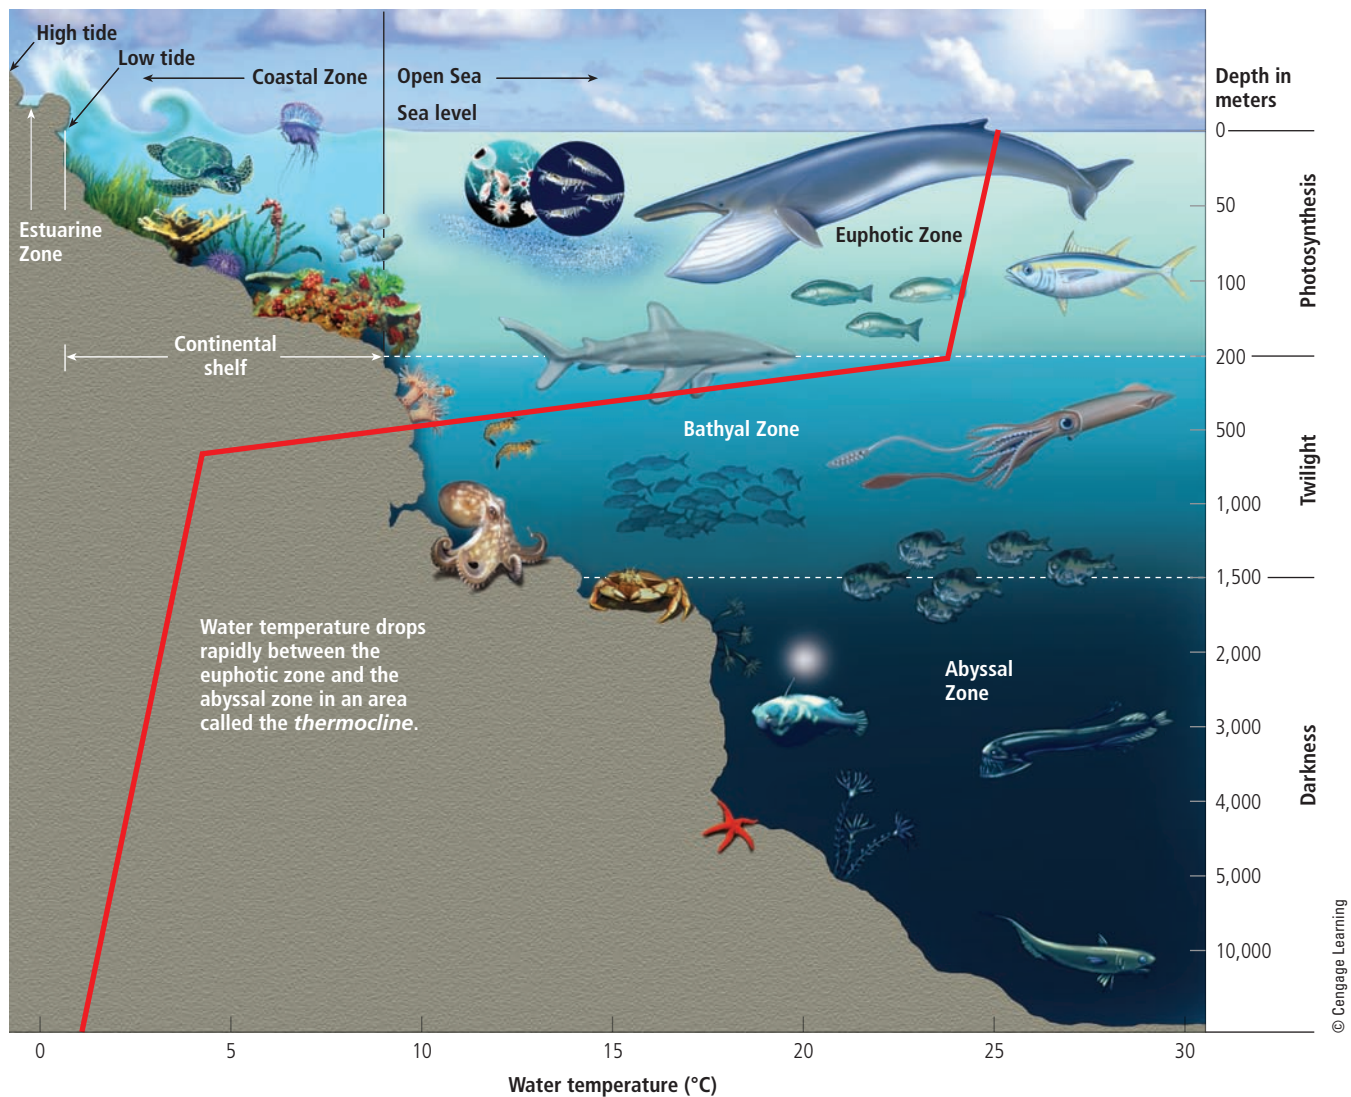 High tide
Low tide
Coastal Zone
Open Sea
Sea level
Depth in
meters
0
50
100
200
500
1,000
1,500
2,000
3,000
4,000
5,000
10,000
Photosynthesis
Twilight
Darkness
Estuarine
Zone
Euphotic Zone
Continental
shelf
Bathyal Zone
Water temperature drops
rapidly between the
euphotic zone and the
abyssal zone in an area
called the thermocline.
Abyssal
Zone
0
5
10
15
20
25
30
Water temperature (°C)
© Cengage Learning